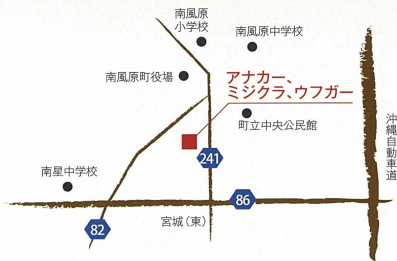 南風原
小学校
南風原中学校
南風原町役場
アナカー、
ミジクラ、ウフガー
町立中央公民館
沖縄自動車道
241
南星中学校
86
宮城（東）
82